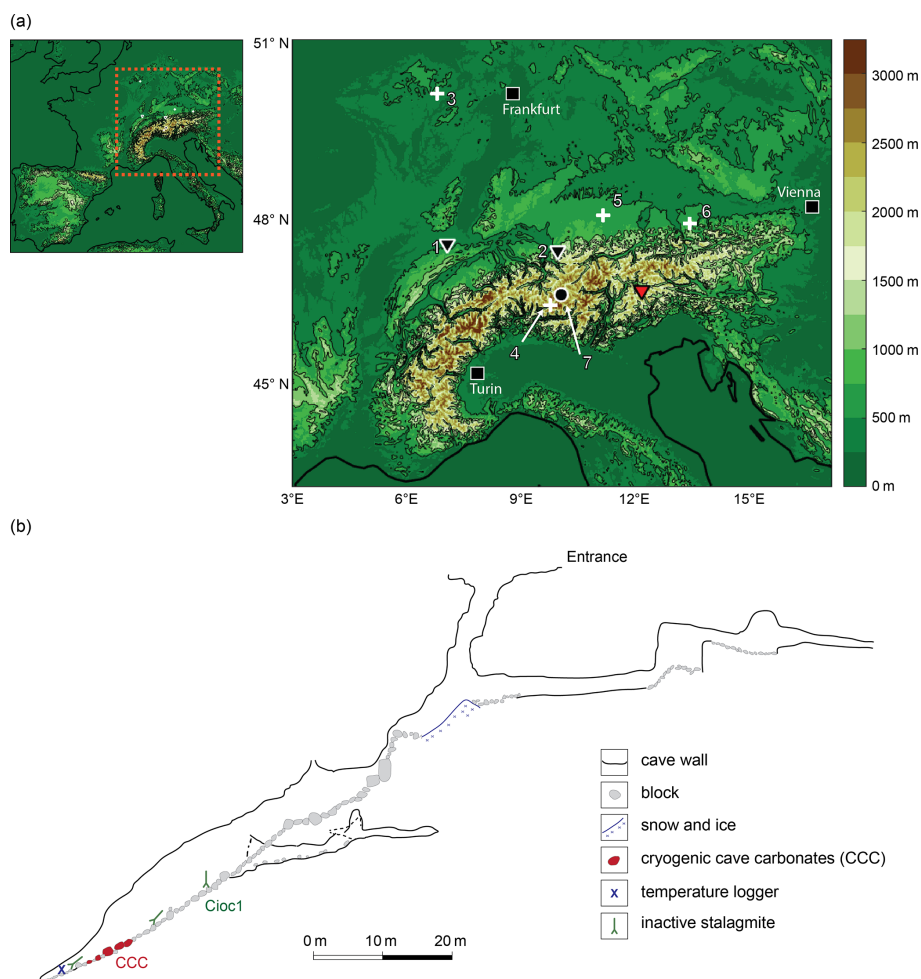 (a)
51° N
48° N
45° N
3°E
6°E
9°E
12°E
15°E
3
Frankfurt
Vienna
5
6
1
2
4
7
Turin
3000 m
2500 m
2000 m
1500 m
1000 m
500 m
0 m
(b)
Entrance
cave wall
block
snow and ice
cryogenic cave carbonates (CCC)
x temperature logger
inactive stalagmite
Cioc1
CCC
x
0 m 10 m 20 m